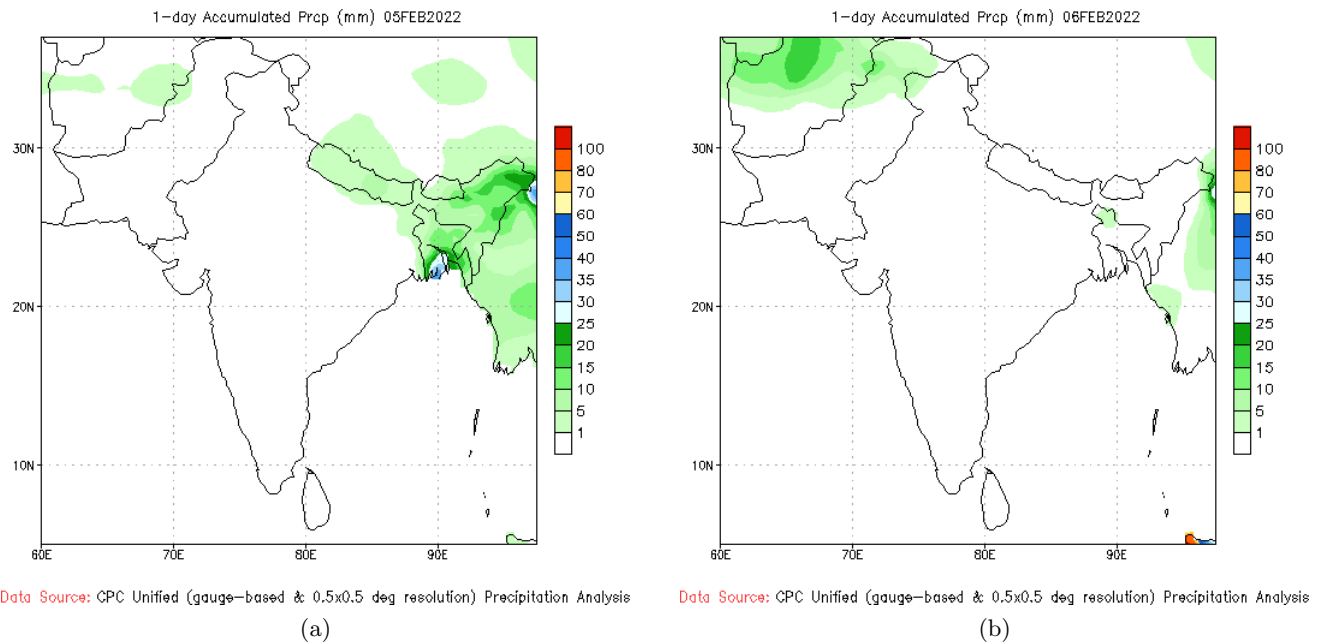 1-day Accumulated Prcp (mm) 05FEB2022
30N
20N
10N
60E 70E 80E 90E
100
80
70
60
50
40
35
30
25
20
15
10
5
1
Data Source: CPC Unified (gauge-based & 0.5x0.5 deg resolution) Precipitation Analysis
(a)
1-day Accumulated Prcp (mm) 06FEB2022
30N
20N
10N
60E 70E 80E 90E
100
80
70
60
50
40
35
30
25
20
15
10
5
1
Data Source: CPC Unified (gauge-based & 0.5x0.5 deg resolution) Precipitation Analysis
(b)